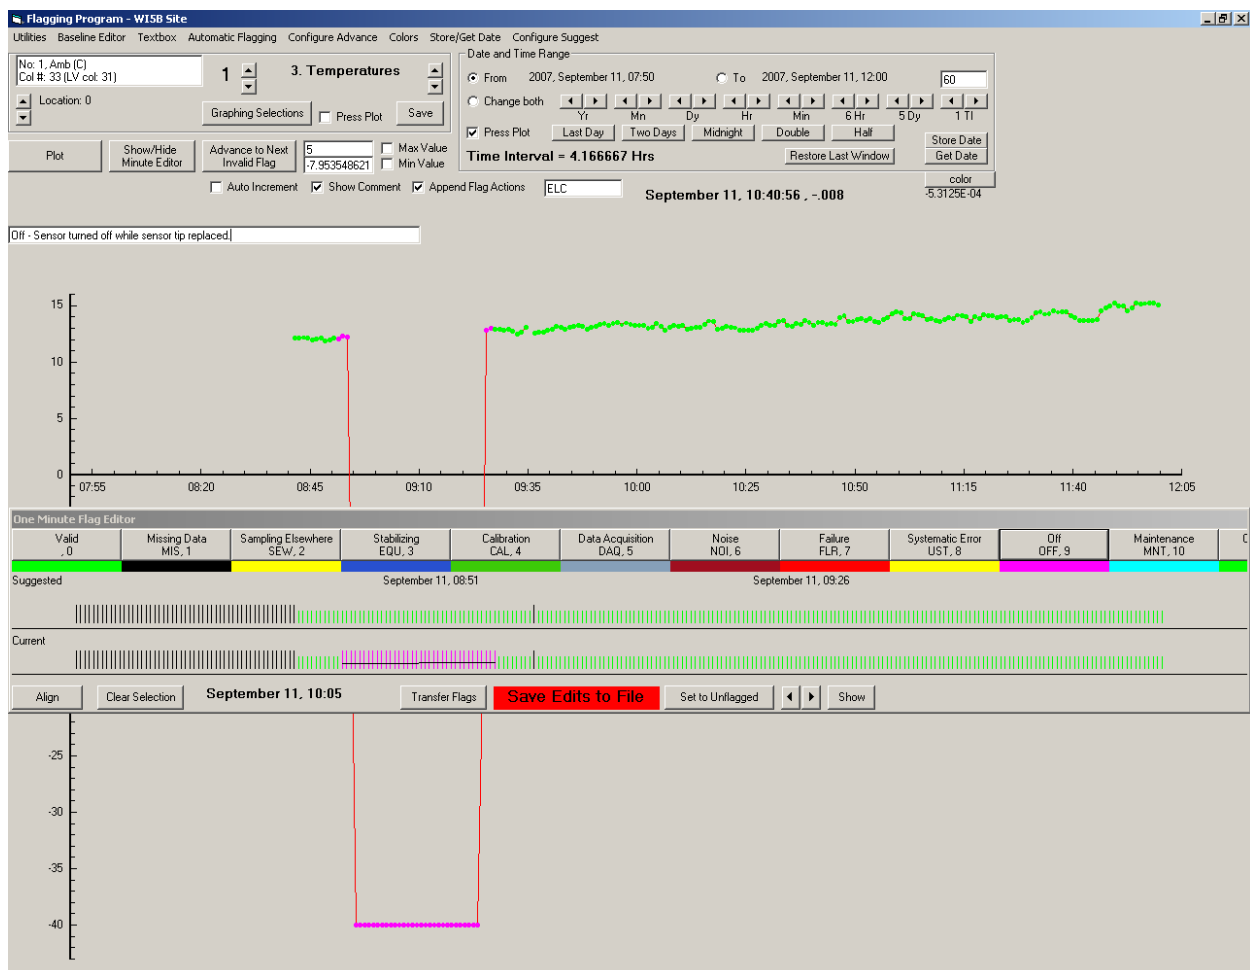 Flagging Program - WI5B Site
Utilities Baseline Editor Textbox Automatic Flagging Configure Advance Colors Store/Get Date Configure Suggest
No: 1, Amb (C)
Col #: 33 (LV col: 31)
1
3. Temperatures
Location: 0
Graphing Selections
Press Plot
Save
Date and Time Range
From 2007, September 11, 07:50
To 2007, September 11, 12:00
60
Change both
Yr Mn Dy Hr Min 6 Hr 5 Dy 1 TI
Press Plot
Last Day Two Days Midnight Double Half
Store Date
Time Interval = 4.166667 Hrs
Restore Last Window
Get Date
Plot
Show/Hide
Minute Editor
Advance to Next
Invalid Flag
5
-7.953548621
Max Value
Min Value
Auto Increment
Show Comment
Append Flag Actions
ELC
September 11, 10:40:56 , -.008
color
-5.3125E-04
Off - Sensor turned off while sensor tip replaced.
15
10
5
0
07:55 08:20 08:45 09:10 09:35 10:00 10:25 10:50 11:15 11:40 12:05
One Minute Flag Editor
Valid
, 0
Missing Data
MIS, 1
Sampling Elsewhere
SEW, 2
Stabilizing
EQU, 3
Calibration
CAL, 4
Data Acquisition
DAQ, 5
Noise
NOI, 6
Failure
FLR, 7
Systematic Error
UST, 8
Off
OFF, 9
Maintenance
MNT, 10
Suggested
September 11, 08:51
September 11, 09:26
Current
Align
Clear Selection
September 11, 10:05
Transfer Flags
Save Edits to File
Set to Unflagged
Show
-25
-30
-35
-40